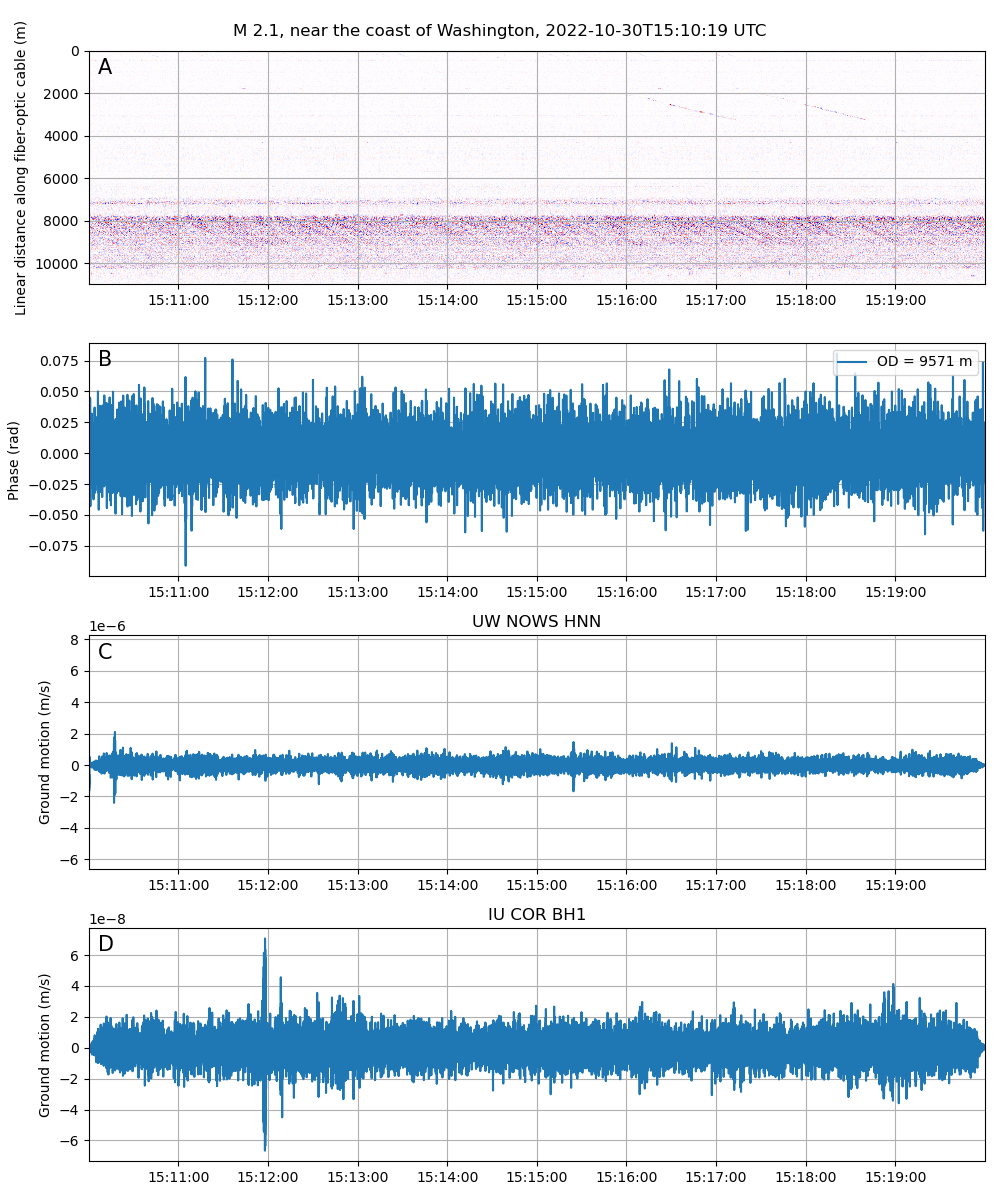 M 2.1, near the coast of Washington, 2022-10-30T15:10:19 UTC
A
Linear distance along fiber-optic cable (m)
0
2000
4000
6000
8000
10000
15:11:00 15:12:00 15:13:00 15:14:00 15:15:00 15:16:00 15:17:00 15:18:00 15:19:00
B
OD = 9571 m
Phase (rad)
0.075
0.050
0.025
0.000
−0.025
−0.050
−0.075
15:11:00 15:12:00 15:13:00 15:14:00 15:15:00 15:16:00 15:17:00 15:18:00 15:19:00
UW NOWS HNN
1e−6
C
Ground motion (m/s)
8
6
4
2
0
−2
−4
−6
15:11:00 15:12:00 15:13:00 15:14:00 15:15:00 15:16:00 15:17:00 15:18:00 15:19:00
IU COR BH1
1e−8
D
Ground motion (m/s)
6
4
2
0
−2
−4
−6
15:11:00 15:12:00 15:13:00 15:14:00 15:15:00 15:16:00 15:17:00 15:18:00 15:19:00